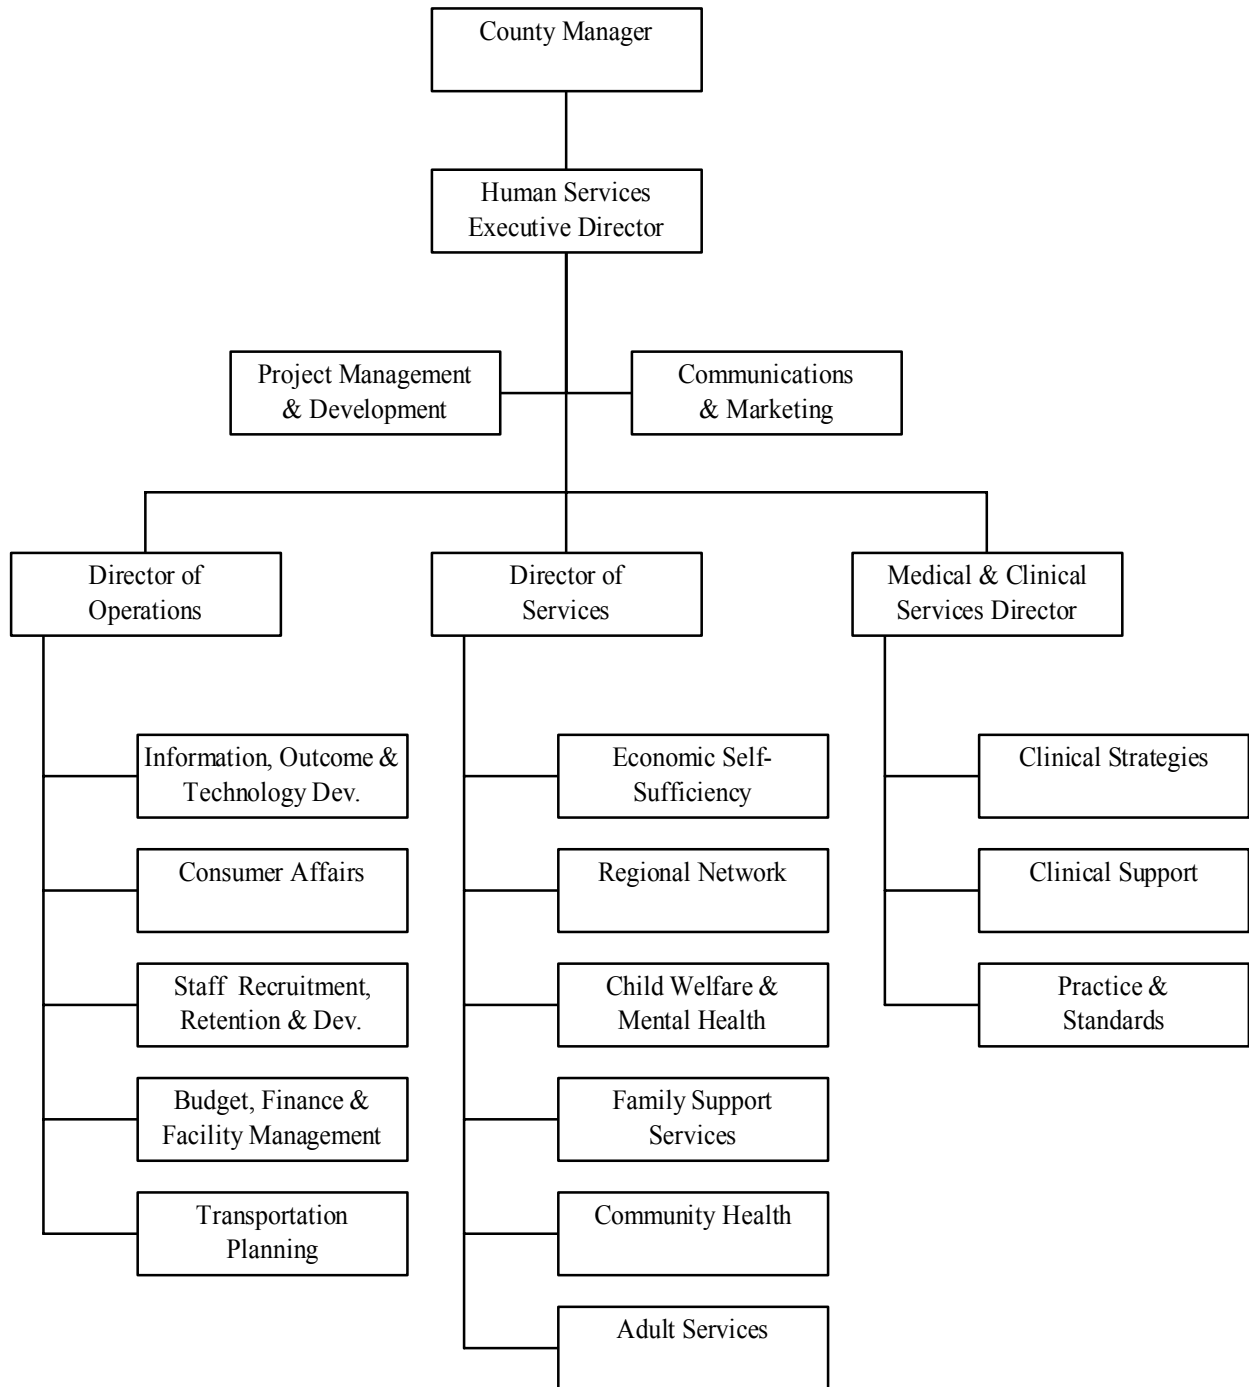 County Manager
Human Services
Executive Director
Project Management
& Development
Communications
& Marketing
Director of
Operations
Director of
Services
Medical & Clinical
Services Director
Information, Outcome &
Technology Dev.
Consumer Affairs
Staff Recruitment,
Retention & Dev.
Budget, Finance &
Facility Management
Transportation
Planning
Economic Self-
Sufficiency
Regional Network
Child Welfare &
Mental Health
Family Support
Services
Community Health
Adult Services
Clinical Strategies
Clinical Support
Practice &
Standards